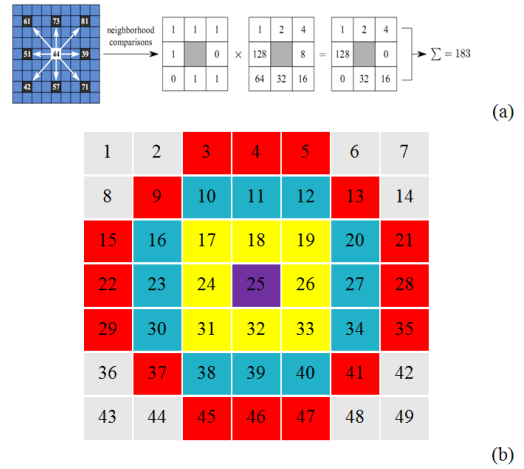 61 73 81
51 44 39
42 57 71
neighborhood
comparisons
1 1 1
1 0
0 1 1
×
1 2 4
128 8
64 32 16
=
1 2 4
128 0
0 32 16
∑ = 183
(a)
1 2 3 4 5 6 7
8 9 10 11 12 13 14
15 16 17 18 19 20 21
22 23 24 25 26 27 28
29 30 31 32 33 34 35
36 37 38 39 40 41 42
43 44 45 46 47 48 49
(b)